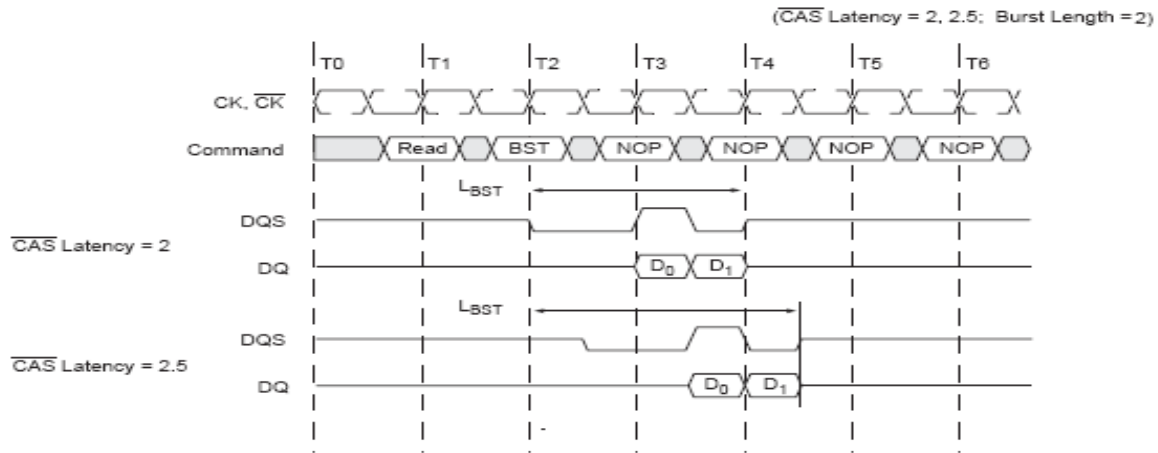 (CAS Latency = 2, 2.5; Burst Length = 2)
T0 T1 T2 T3 T4 T5 T6
CK, CK
Command Read BST NOP NOP NOP NOP
LBST
DQS
CAS Latency = 2
DQ D0 D1
LBST
DQS
CAS Latency = 2.5
DQ D0 D1